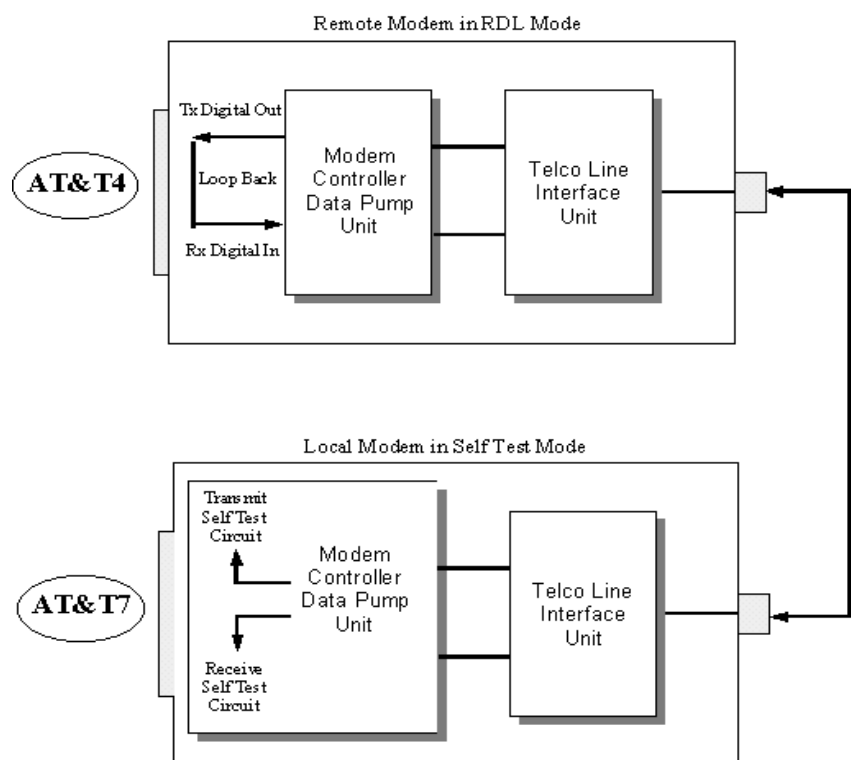 Remote Modem in RDL Mode
Tx Digital Out
AT&T4
Loop Back
Rx Digital In
Modem
Controller
Data Pump
Unit
Telco Line
Interface
Unit
Local Modem in Self Test Mode
Transmit
Self Test
Circuit
AT&T7
Receive
Self Test
Circuit
Modem
Controller
Data Pump
Unit
Telco Line
Interface
Unit